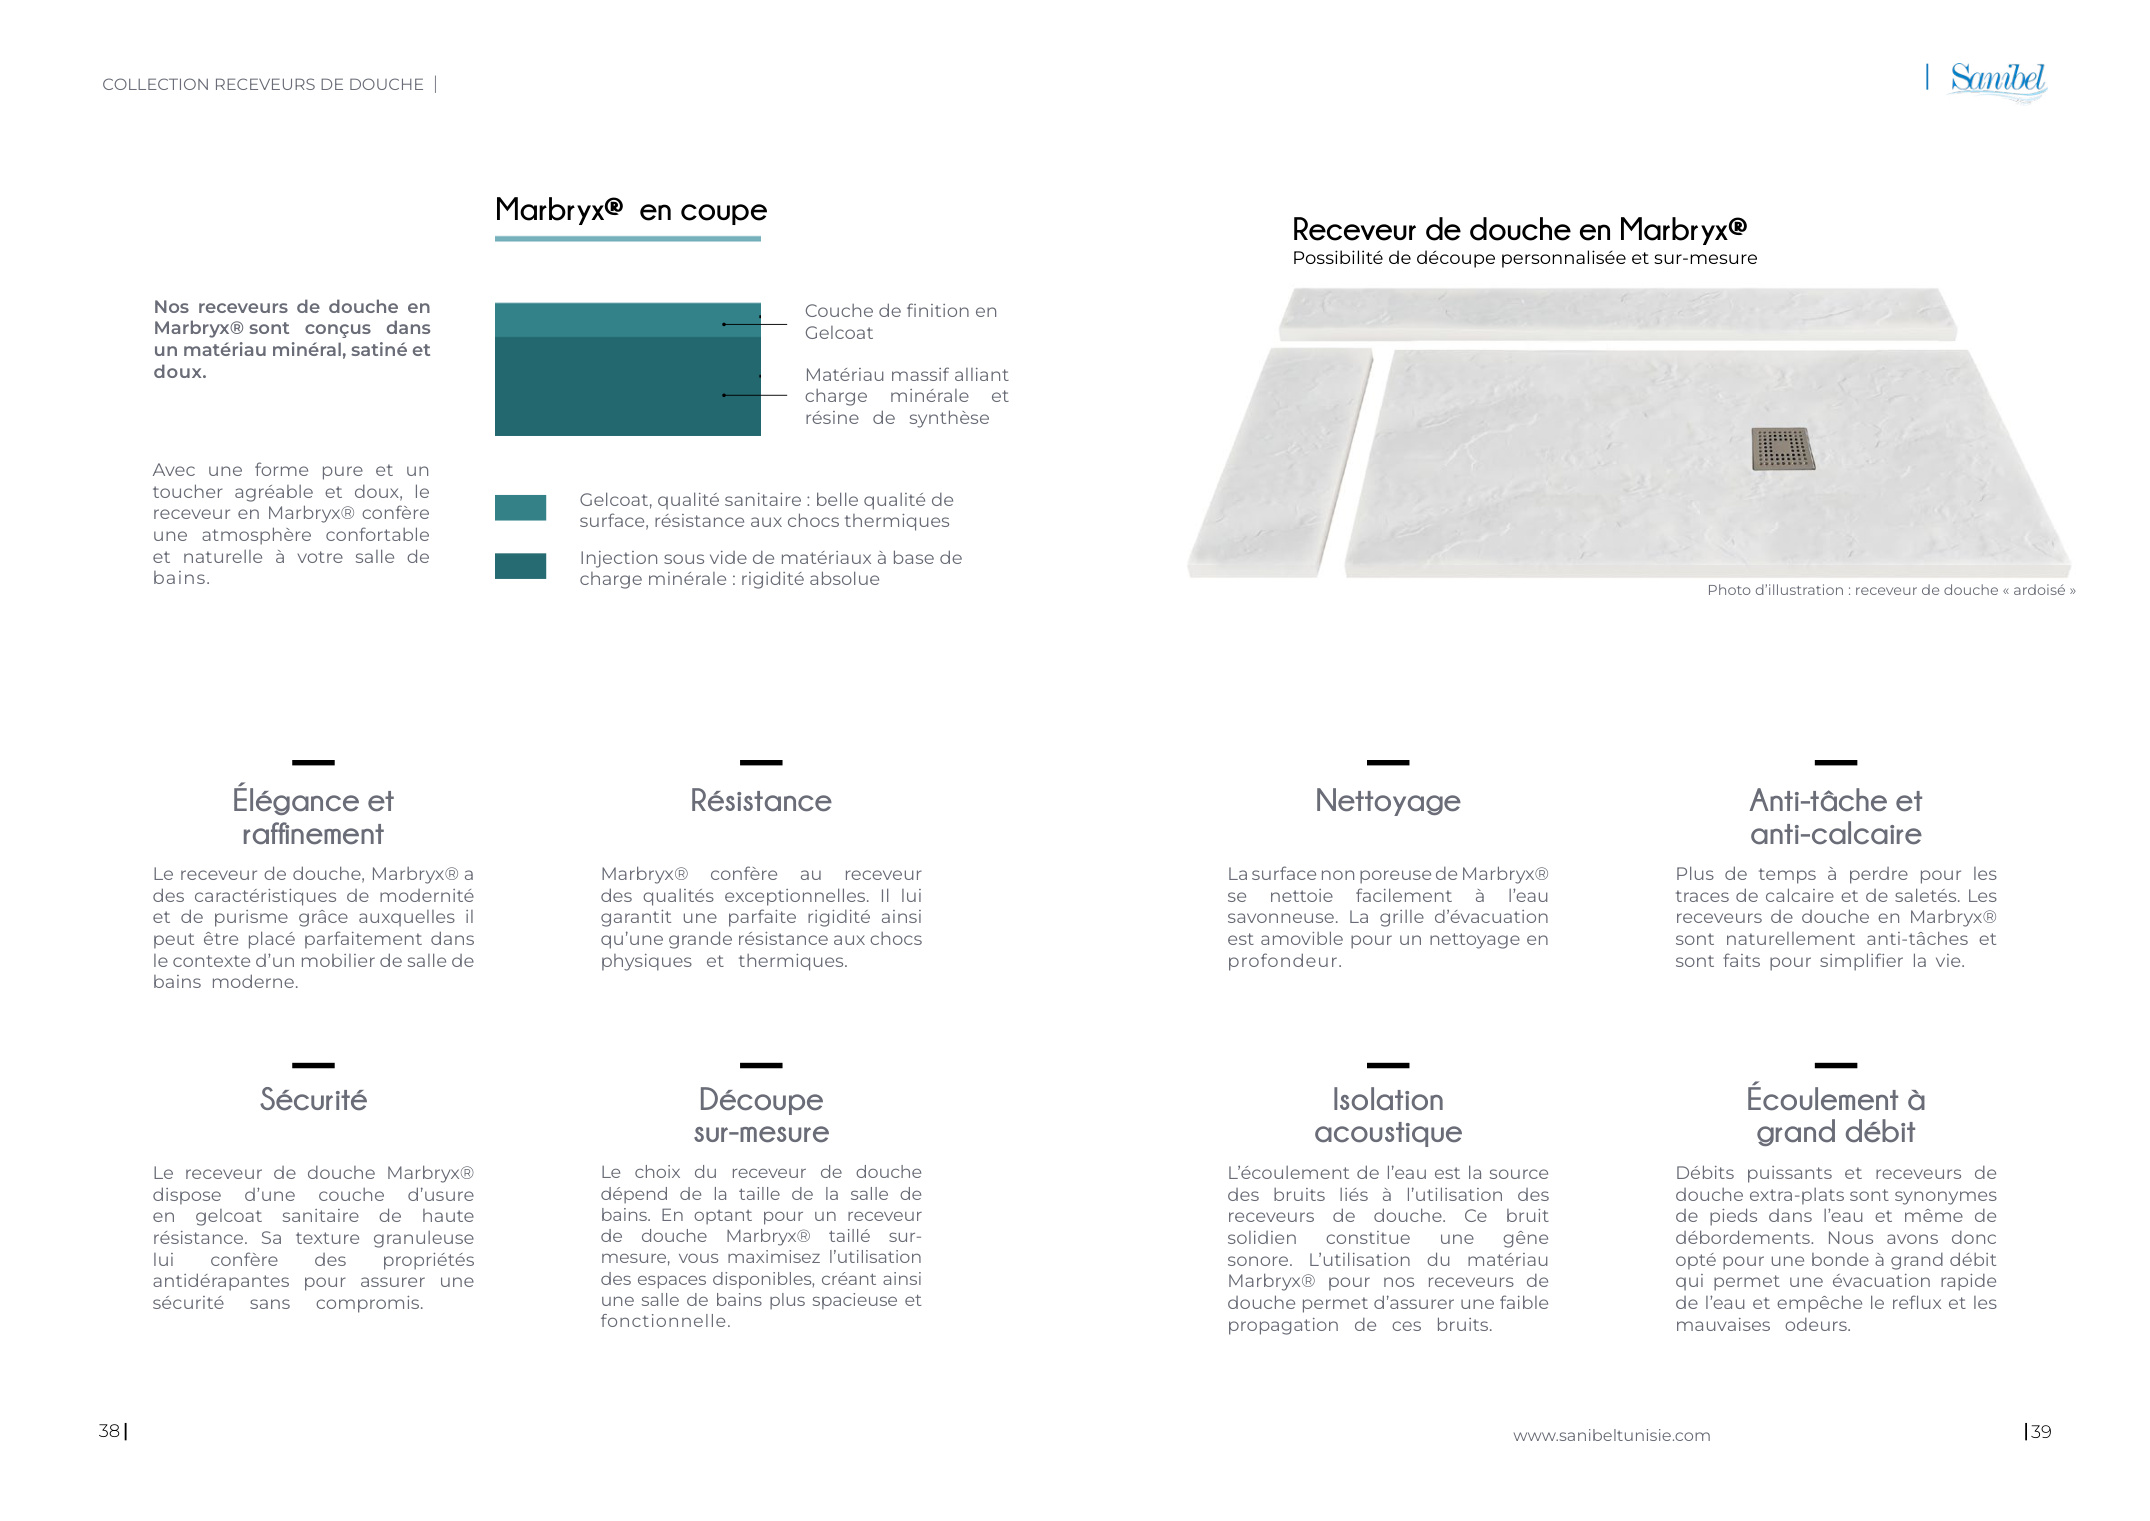 COLLECTION RECEVEURS DE DOUCHE |
Sanibel
Marbryx® en coupe
Nos receveurs de douche en
Marbryx® sont conçus dans
un matériau minéral, satiné et
doux.
Avec une forme pure et un
toucher agréable et doux, le
receveur en Marbryx® confère
une atmosphère confortable
et naturelle à votre salle de
bains.
Couche de finition en
Gelcoat
Matériau massif alliant
charge minérale et
résine de synthèse
Gelcoat, qualité sanitaire : belle qualité de
surface, résistance aux chocs thermiques
Injection sous vide de matériaux à base de
charge minérale : rigidité absolue
Receveur de douche en Marbryx®
Possibilité de découpe personnalisée et sur-mesure
Photo d’illustration : receveur de douche « ardoisé »
Élégance et
raffinement
Le receveur de douche, Marbryx® a
des caractéristiques de modernité
et de purisme grâce auxquelles il
peut être placé parfaitement dans
le contexte d’un mobilier de salle de
bains moderne.
Résistance
Marbryx® confère au receveur
des qualités exceptionnelles. Il lui
garantit une parfaite rigidité ainsi
qu’une grande résistance aux chocs
physiques et thermiques.
Sécurité
Le receveur de douche Marbryx®
dispose d’une couche d’usure
en gelcoat sanitaire de haute
résistance. Sa texture granuleuse
lui confère des propriétés
antidérapantes pour assurer une
sécurité sans compromis.
Découpe
sur-mesure
Le choix du receveur de douche
dépend de la taille de la salle de
bains. En optant pour un receveur
de douche Marbryx® taillé sur-
mesure, vous maximisez l’utilisation
des espaces disponibles, créant ainsi
une salle de bains plus spacieuse et
fonctionnelle.
Nettoyage
La surface non poreuse de Marbryx®
se nettoie facilement à l’eau
savonneuse. La grille d’évacuation
est amovible pour un nettoyage en
profondeur.
Anti-tâche et
anti-calcaire
Plus de temps à perdre pour les
traces de calcaire et de saletés. Les
receveurs de douche en Marbryx®
sont naturellement anti-tâches et
sont faits pour simplifier la vie.
Isolation
acoustique
L’écoulement de l’eau est la source
des bruits liés à l’utilisation des
receveurs de douche. Ce bruit
solidien constitue une gêne
sonore. L’utilisation du matériau
Marbryx® pour nos receveurs de
douche permet d’assurer une faible
propagation de ces bruits.
Écoulement à
grand débit
Débits puissants et receveurs de
douche extra-plats sont synonymes
de pieds dans l’eau et même de
débordements. Nous avons donc
opté pour une bonde à grand débit
qui permet une évacuation rapide
de l’eau et empêche le reflux et les
mauvaises odeurs.
38 |
www.sanibeltunisie.com
| 39